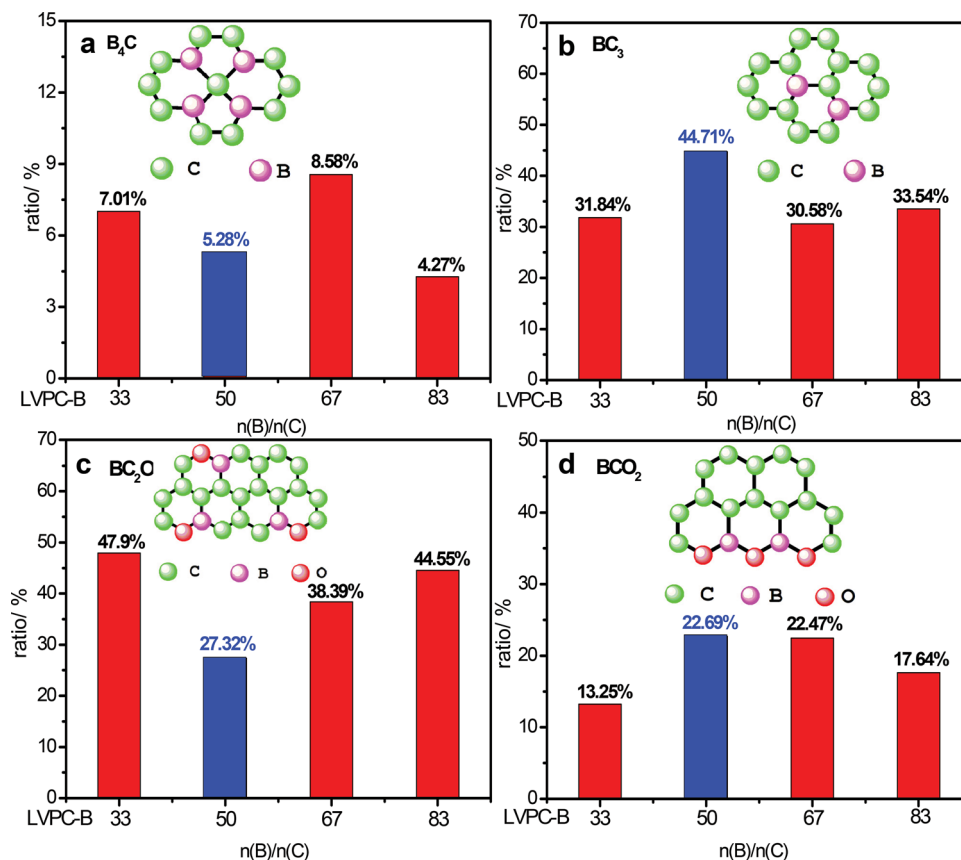 a B₄C
15
12
9
6
3
0
ratio/ %
C B
7.01%
5.28%
8.58%
4.27%
LVPC-B 33 50 67 83
n(B)/n(C)
b BC₃
70
60
50
40
30
20
10
0
ratio/ %
C B
31.84%
44.71%
30.58%
33.54%
LVPC-B 33 50 67 83
n(B)/n(C)
c BC₂O
70
60
50
40
30
20
10
0
ratio/ %
C B O
47.9%
27.32%
38.39%
44.55%
LVPC-B 33 50 67 83
n(B)/n(C)
d BCO₂
50
40
30
20
10
0
ratio/ %
C B O
13.25%
22.69%
22.47%
17.64%
LVPC-B 33 50 67 83
n(B)/n(C)